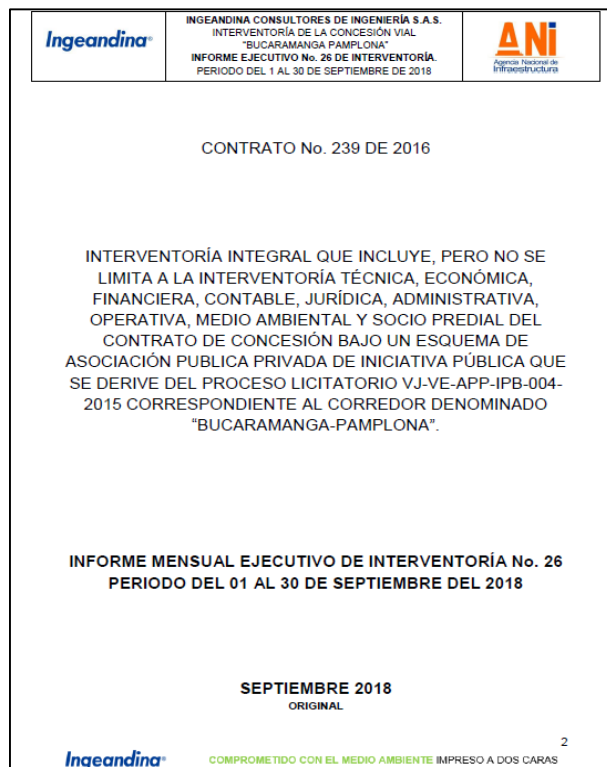 Ingeandina®
INGEANDINA CONSULTORES DE INGENIERÍA S.A.S.
INTERVENTORÍA DE LA CONCESIÓN VIAL
"BUCARAMANGA PAMPLONA"
INFORME EJECUTIVO No. 26 DE INTERVENTORÍA.
PERIODO DEL 1 AL 30 DE SEPTIEMBRE DE 2018
ANi
Agencia Nacional de
Infraestructura
CONTRATO No. 239 DE 2016
INTERVENTORÍA INTEGRAL QUE INCLUYE, PERO NO SE
LIMITA A LA INTERVENTORÍA TÉCNICA, ECONÓMICA,
FINANCIERA, CONTABLE, JURÍDICA, ADMINISTRATIVA,
OPERATIVA, MEDIO AMBIENTAL Y SOCIO PREDIAL DEL
CONTRATO DE CONCESIÓN BAJO UN ESQUEMA DE
ASOCIACIÓN PUBLICA PRIVADA DE INICIATIVA PÚBLICA QUE
SE DERIVE DEL PROCESO LICITATORIO VJ-VE-APP-IPB-004-
2015 CORRESPONDIENTE AL CORREDOR DENOMINADO
"BUCARAMANGA-PAMPLONA".
INFORME MENSUAL EJECUTIVO DE INTERVENTORÍA No. 26
PERIODO DEL 01 AL 30 DE SEPTIEMBRE DEL 2018
SEPTIEMBRE 2018
ORIGINAL
2
Ingeandina®
COMPROMETIDO CON EL MEDIO AMBIENTE IMPRESO A DOS CARAS